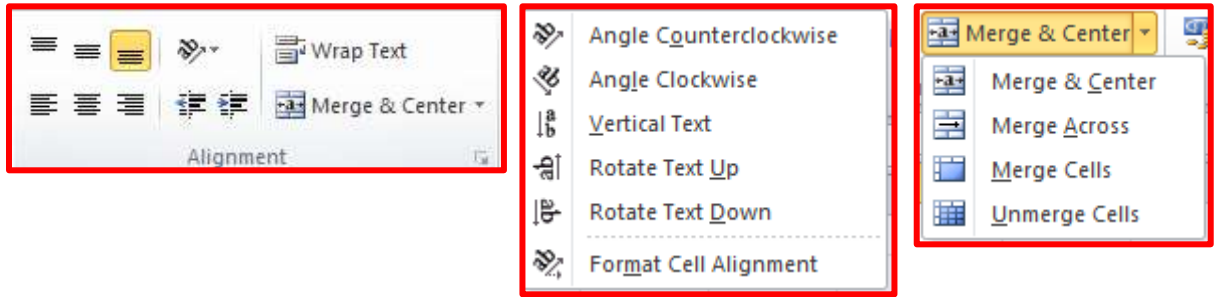 Wrap Text
Merge & Center
Alignment
Angle Counterclockwise
Angle Clockwise
Vertical Text
Rotate Text Up
Rotate Text Down
Format Cell Alignment
Merge & Center
Merge & Center
Merge Across
Merge Cells
Unmerge Cells